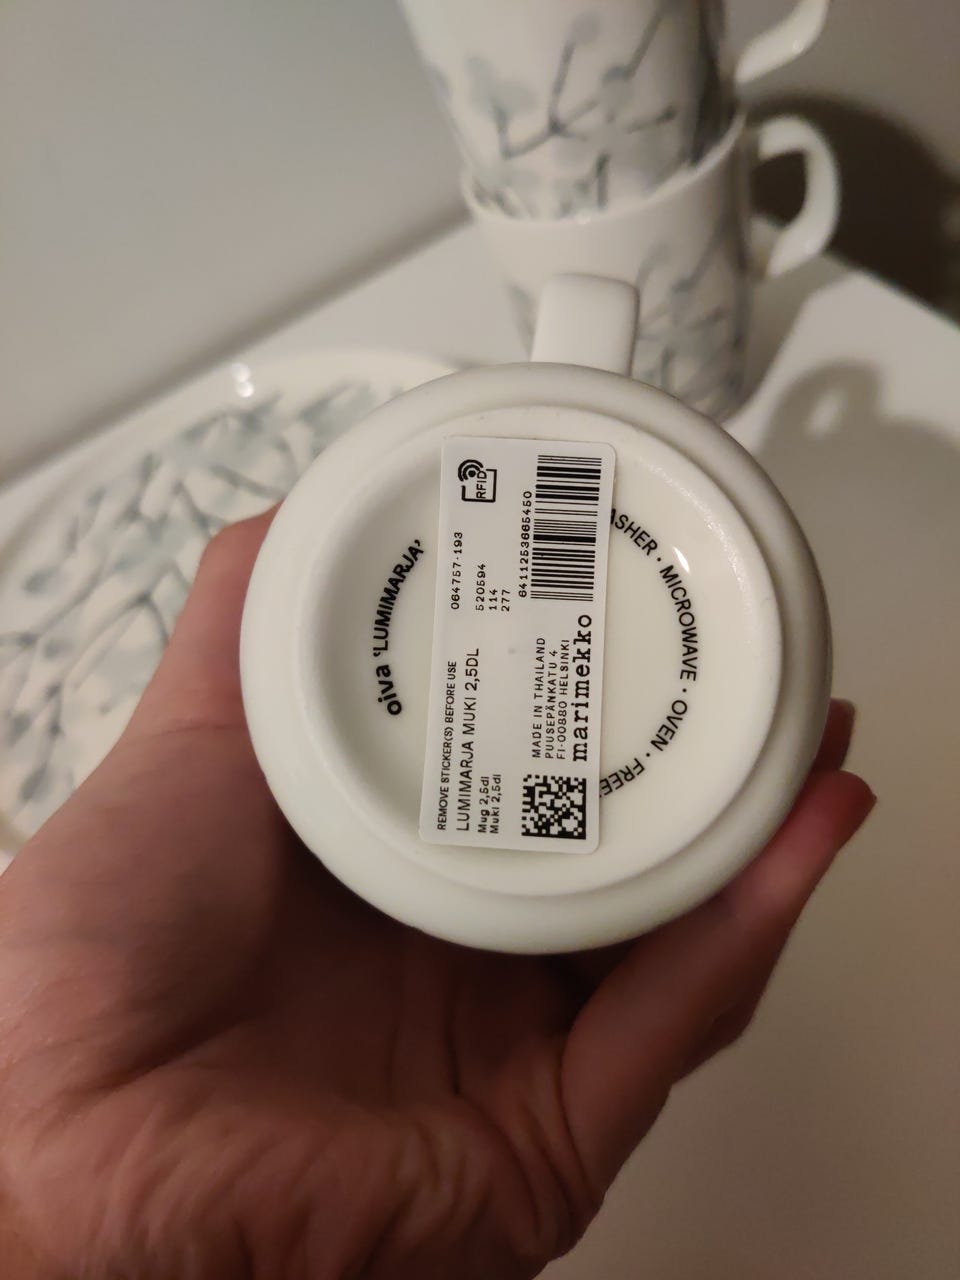 oiva 'LUMIMARJA'
REMOVE STICKER(S) BEFORE USE
LUMIMARJA MUKI 2,5DL
Mug 2,5dl
Muki 2,5dl
064757-193
520594
114
277
RFID
MADE IN THAILAND
PUUSEPÄNKATU 4
FI-00880 HELSINKI
marimekko
6411253665450
ASHER · MICROWAVE · OVEN · FREE